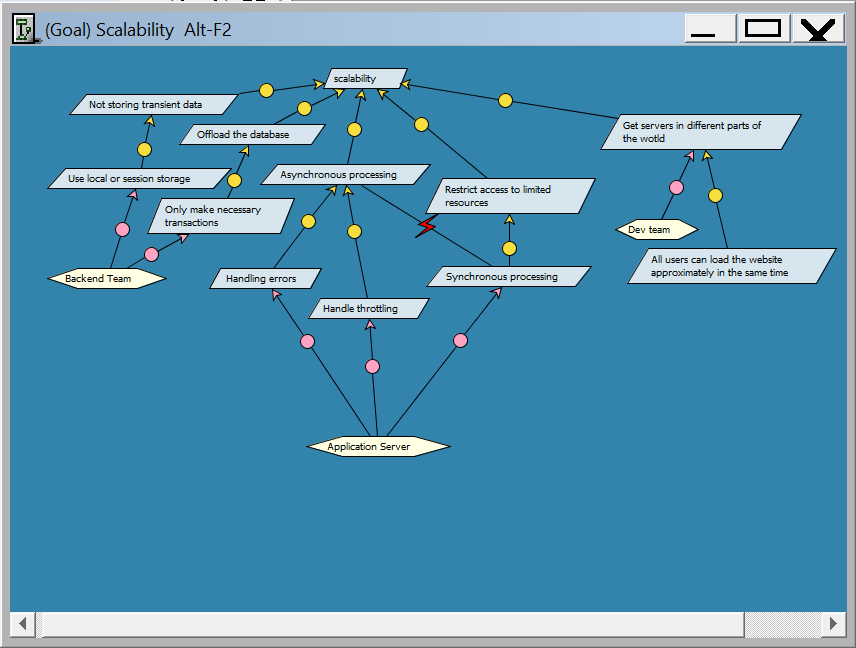 (Goal) Scalability Alt-F2
scalability
Not storing transient data
Offload the database
Get servers in different parts of
the wotld
Use local or session storage
Asynchronous processing
Restrict access to limited
resources
Only make necessary
transactions
Dev team
Backend Team
Handling errors
Synchronous processing
All users can load the website
approximately in the same time
Handle throttling
Application Server